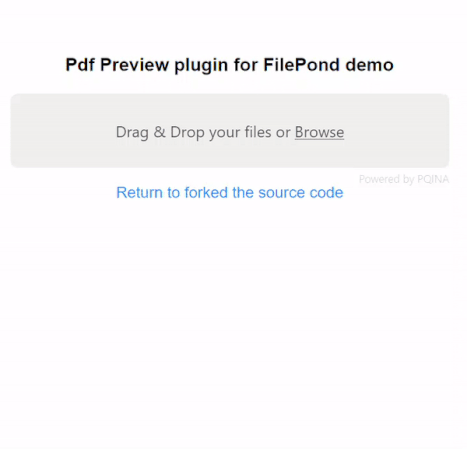 Pdf Preview plugin for FilePond demo
Drag & Drop your files or Browse
Powered by PQINA
Return to forked the source code